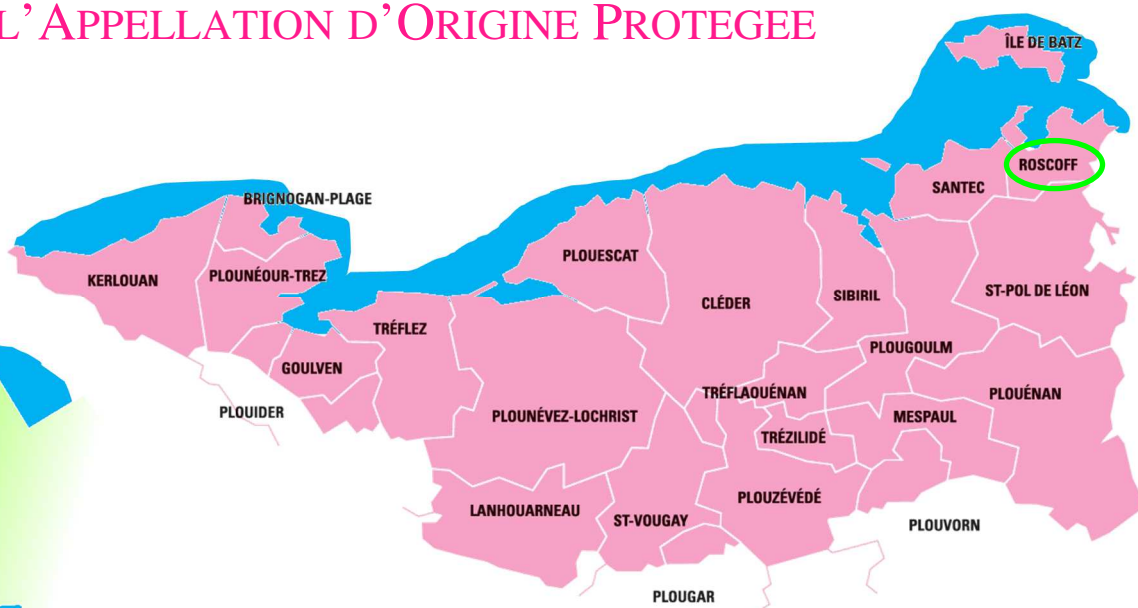 L'APPELLATION D'ORIGINE PROTEGEE
ÎLE DE BATZ
ROSCOFF
SANTEC
BRIGNOGAN-PLAGE
PLOUESCAT
KERLOUAN
PLOUNÉOUR-TREZ
CLÉDER
SIBIRIL
ST-POL DE LÉON
TRÉFLEZ
PLOUGOULM
GOULVEN
TRÉFLAOUÉNAN
PLOUÉNAN
PLOUIDER
PLOUNÉVEZ-LOCHRIST
MESPAUL
TRÉZILIDÉ
PLOUZÉVÉDÉ
LANHOUARNEAU
ST-VOUGAY
PLOUVORN
PLOUGAR